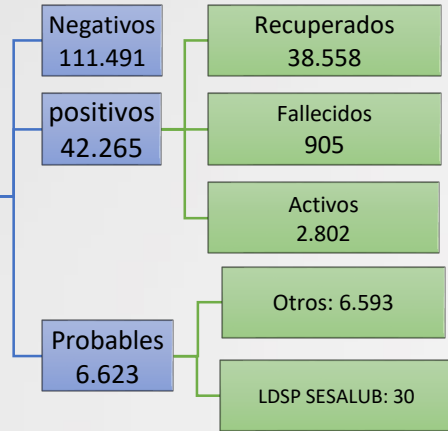 Negativos
111.491
positivos
42.265
Recuperados
38.558
Fallecidos
905
Activos
2.802
Probables
6.623
Otros: 6.593
LDSP SESALUB: 30